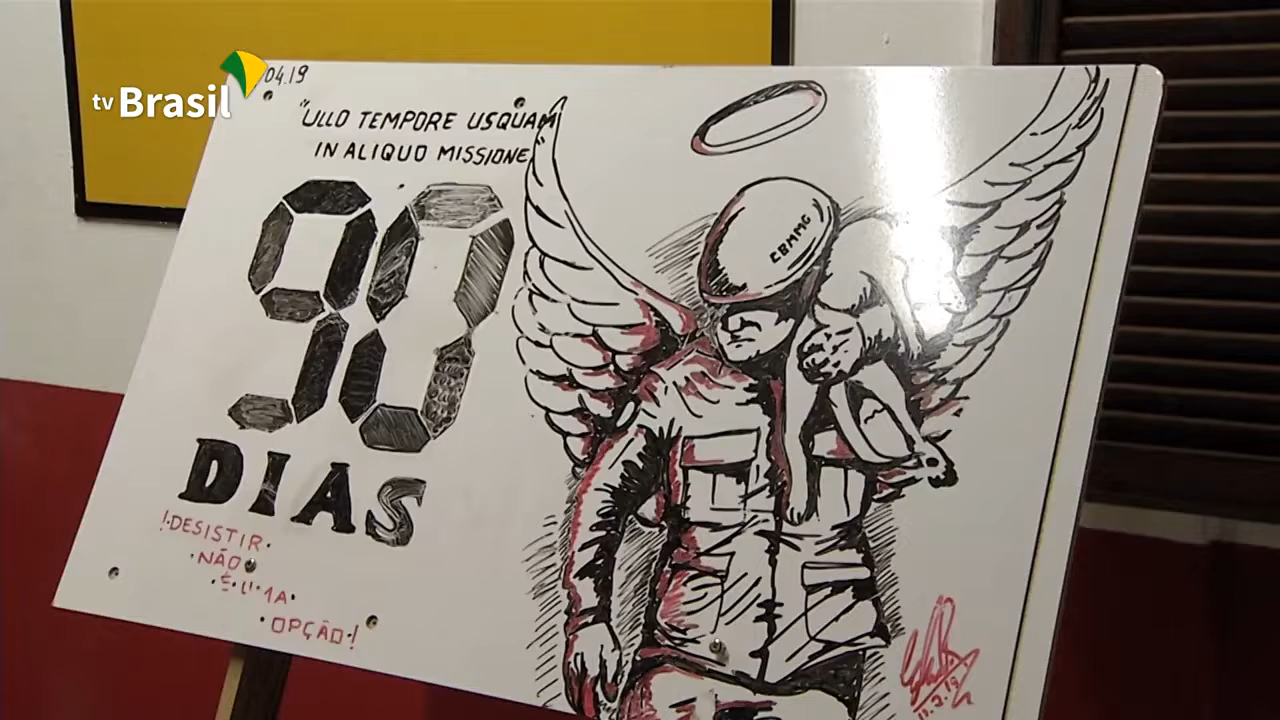 tv Brasil
04.19
"ULLO TEMPORE USQUAM
IN ALIQUO MISSIONE
90
DIAS
!DESISTIR
NÃO
É UMA
OPÇÃO!
CBMMG